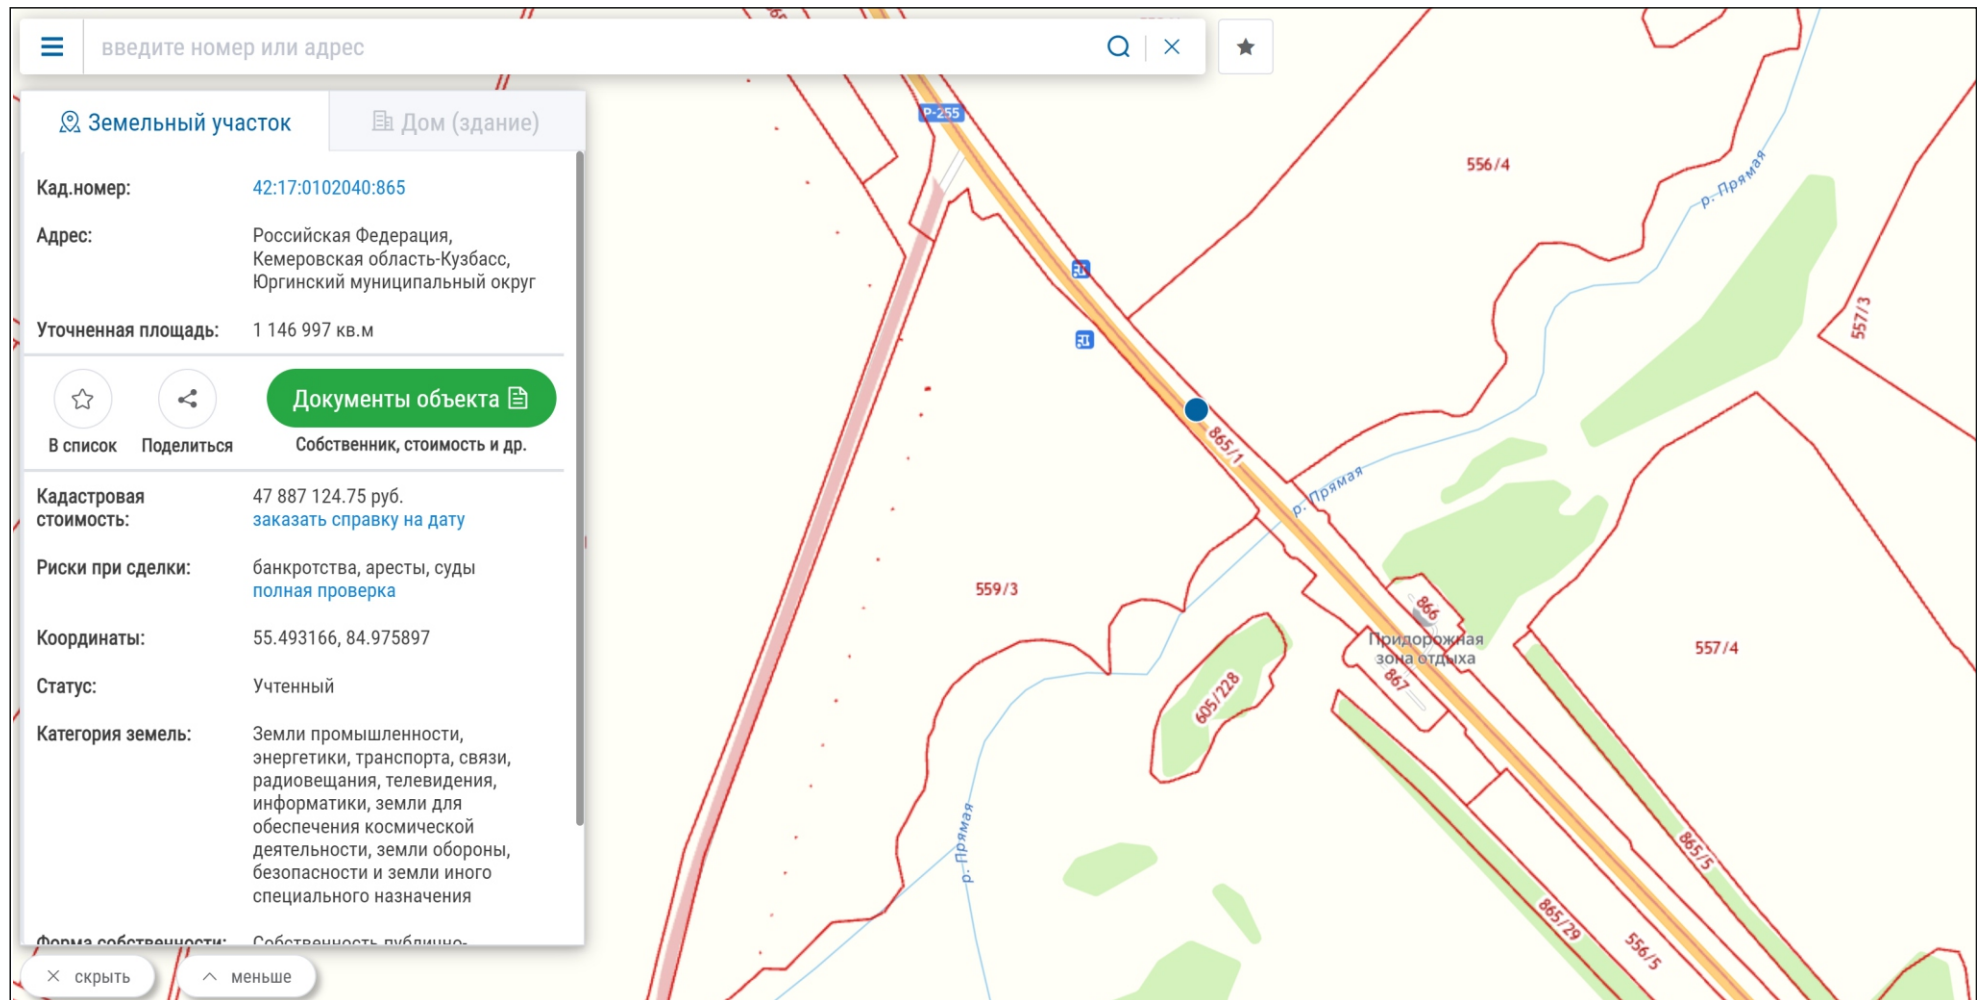 введите номер или адрес
Земельный участок
Дом (здание)
Кад.номер:
42:17:0102040:865
Адрес:
Российская Федерация,
Кемеровская область-Кузбасс,
Юргинский муниципальный округ
Уточненная площадь:
1 146 997 кв.м
В список
Поделиться
Документы объекта
Собственник, стоимость и др.
Кадастровая
стоимость:
47 887 124.75 руб.
заказать справку на дату
Риски при сделки:
банкротства, аресты, суды
полная проверка
Координаты:
55.493166, 84.975897
Статус:
Учтенный
Категория земель:
Земли промышленности,
энергетики, транспорта, связи,
радиовещания, телевидения,
информатики, земли для
обеспечения космической
деятельности, земли обороны,
безопасности и земли иного
специального назначения
Форма собственности:
Собственность публично-
скрыть
меньше
Р-255
556/4
р. Прямая
557/3
865/1
р. Прямая
559/3
866
Придорожная
зона отдыха
867
557/4
605/228
р. Прямая
865/5
865/29
556/5